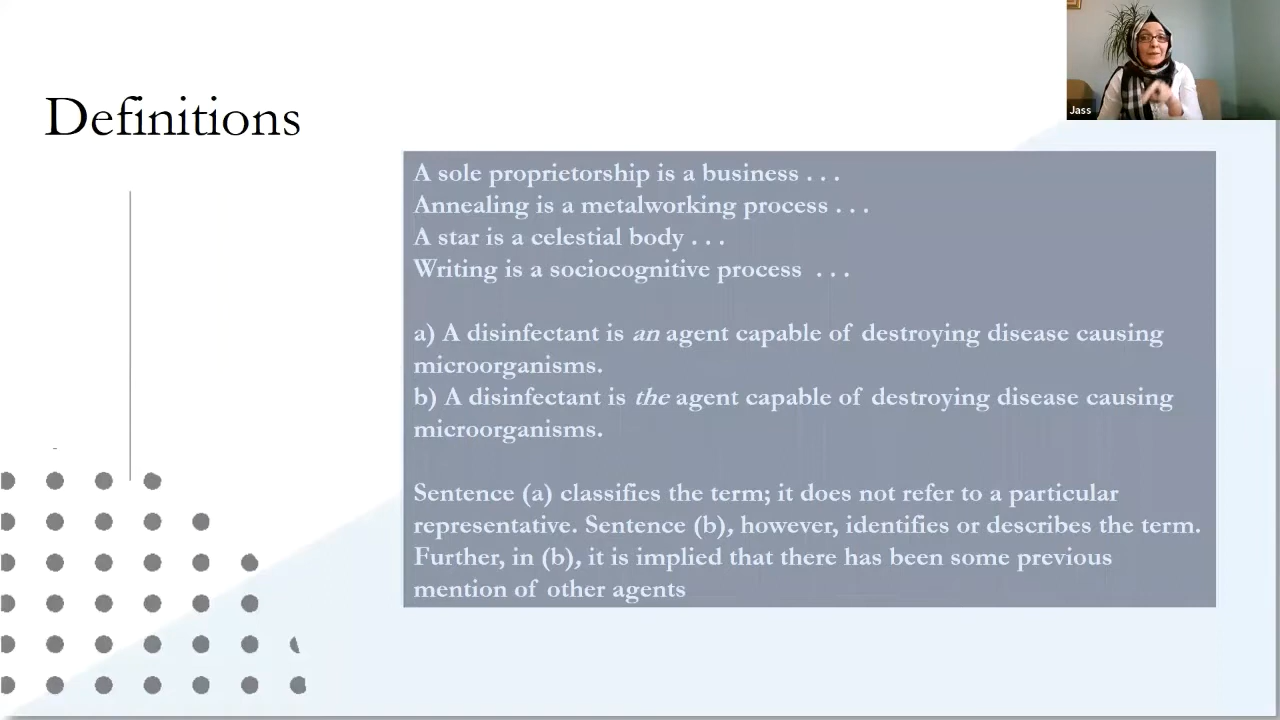 Jass
Definitions
A sole proprietorship is a business . . .
Annealing is a metalworking process . . .
A star is a celestial body . . .
Writing is a sociocognitive process . . .
a) A disinfectant is an agent capable of destroying disease causing
microorganisms.
b) A disinfectant is the agent capable of destroying disease causing
microorganisms.
Sentence (a) classifies the term; it does not refer to a particular
representative. Sentence (b), however, identifies or describes the term.
Further, in (b), it is implied that there has been some previous
mention of other agents